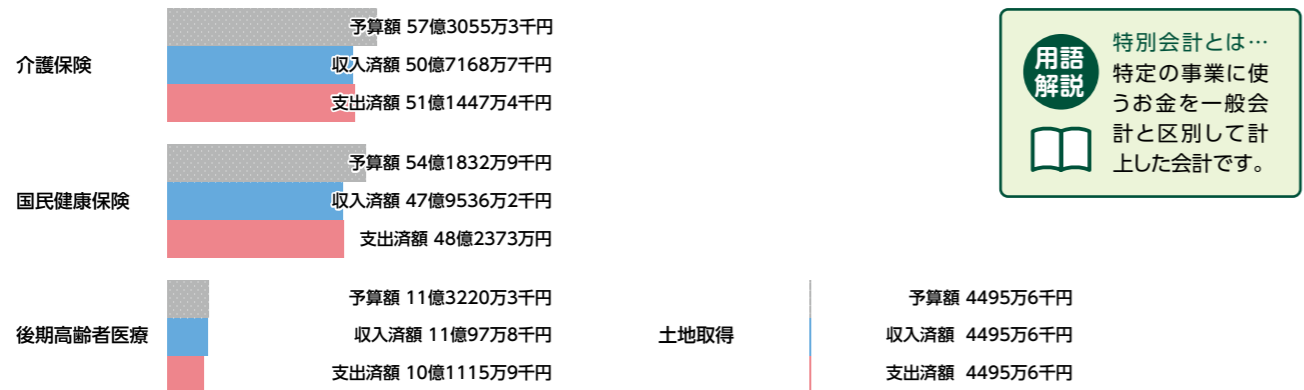 介護保険
予算額 57億3055万3千円
収入済額 50億7168万7千円
支出済額 51億1447万4千円
国民健康保険
予算額 54億1832万9千円
収入済額 47億9536万2千円
支出済額 48億2373万円
後期高齢者医療
予算額 11億3220万3千円
収入済額 11億97万8千円
支出済額 10億1115万9千円
土地取得
予算額 4495万6千円
収入済額 4495万6千円
支出済額 4495万6千円
用語
解説
特別会計とは…
特定の事業に使
うお金を一般会
計と区別して計
上した会計です。